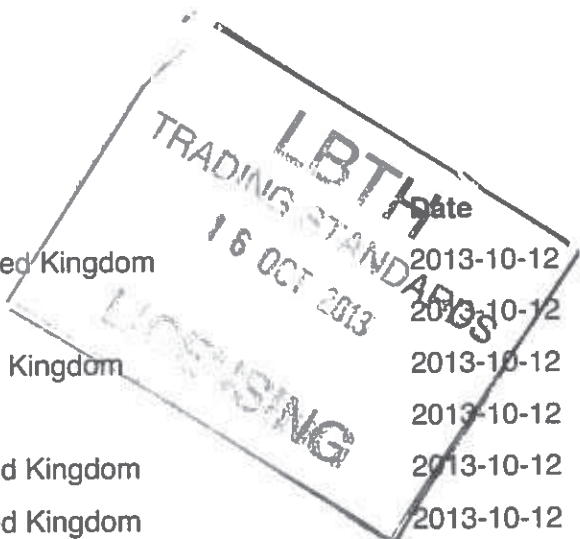 LBTH
TRADING STANDARDS
16 OCT 2013
LICENSING
Date
ed Kingdom 2013-10-12
2013-10-12
Kingdom 2013-10-12
2013-10-12
d Kingdom 2013-10-12
d Kingdom 2013-10-12